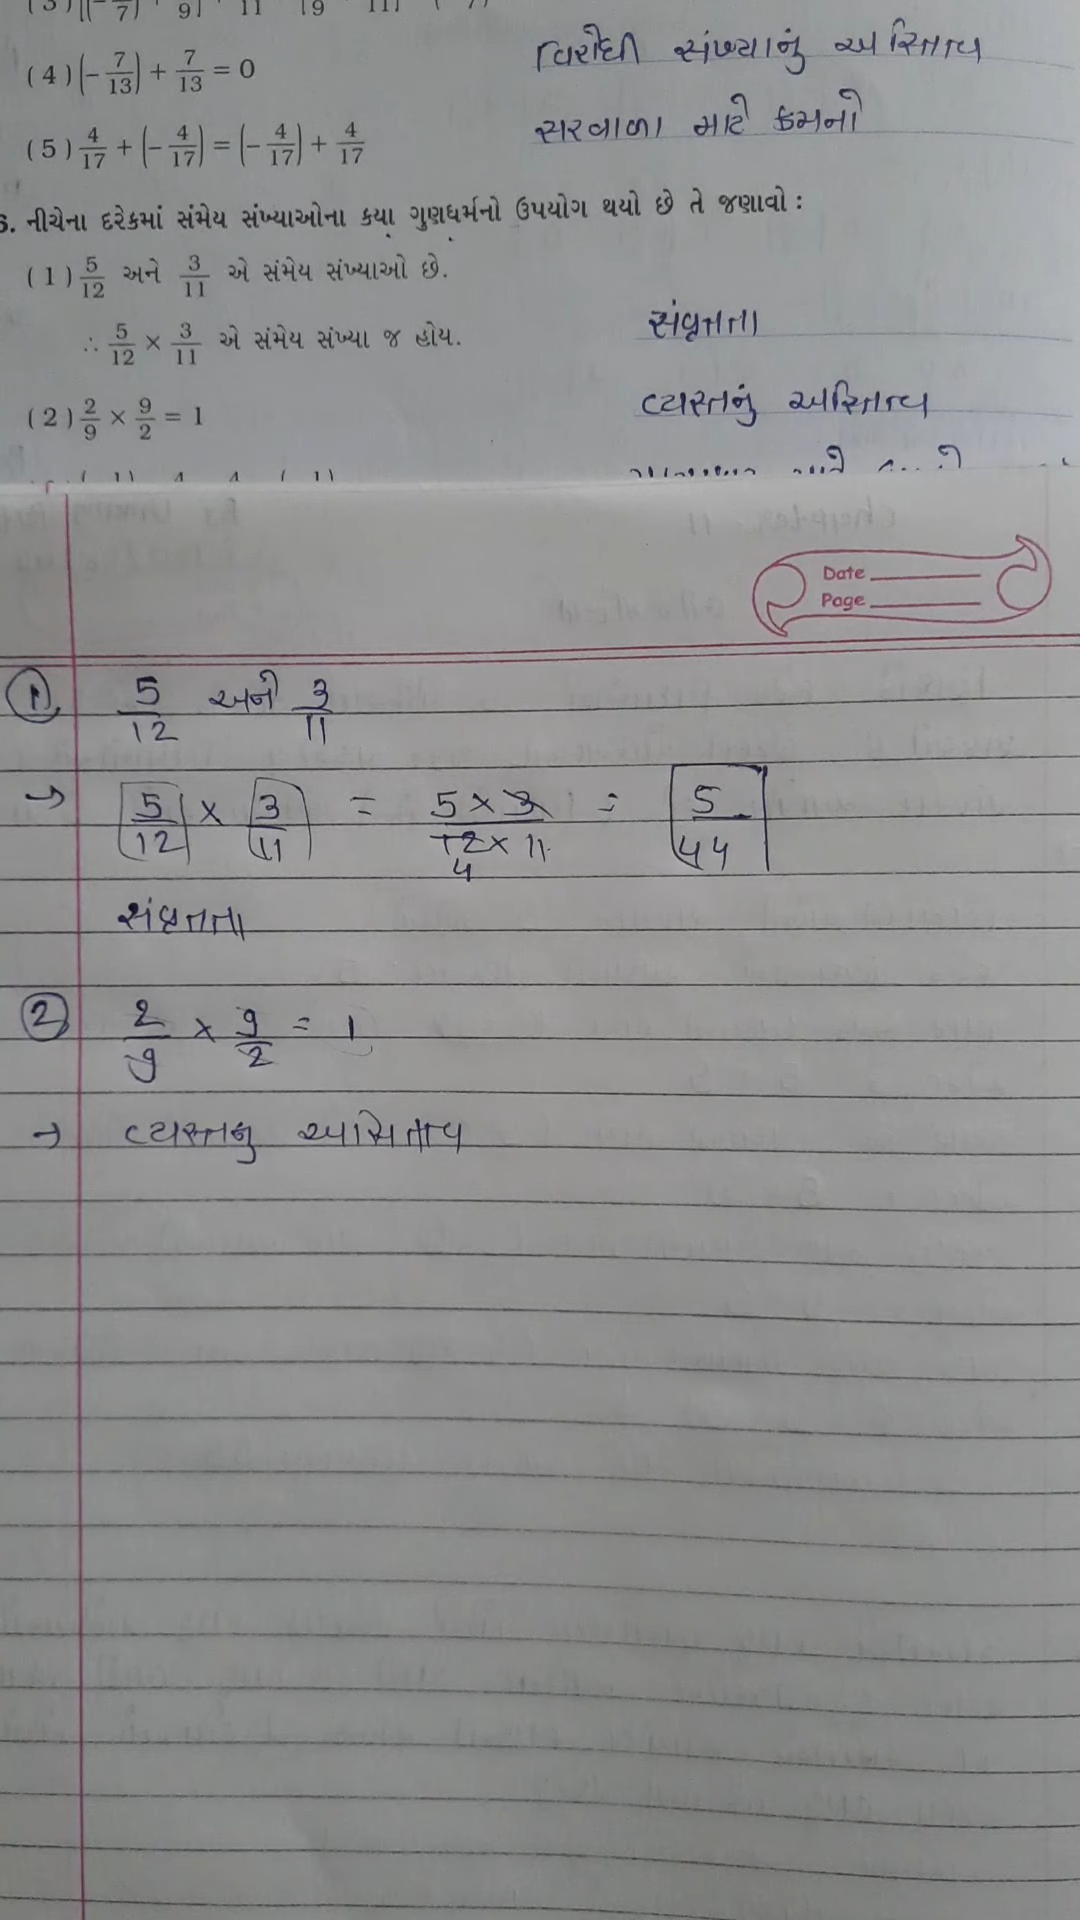 (4) (-7/13) + 7/13 = 0
વિરોધી સંખ્યાનું અસ્તિત્વ
(5) 4/17 + (-4/17) = (-4/17) + 4/17
સરવાળા માટે ક્રમનો
6. નીચેના દરેકમાં સંમેય સંખ્યાઓના કયા ગુણધર્મનો ઉપયોગ થયો છે તે જણાવો :
(1) 5/12 અને 3/11 એ સંમેય સંખ્યાઓ છે.
∴ 5/12 × 3/11 એ સંમેય સંખ્યા જ હોય.
સંવૃત્તતા
(2) 2/9 × 9/2 = 1
વ્યસ્તનું અસ્તિત્વ
Date
Page
① 5/12 અને 3/11
→ 5/12 × 3/11 = 5 × 3/12 × 11 = 5/44
4
સંવૃત્તતા
② 2/9 × 9/2 = 1
→ વ્યસ્તનુ અસ્તિત્વ